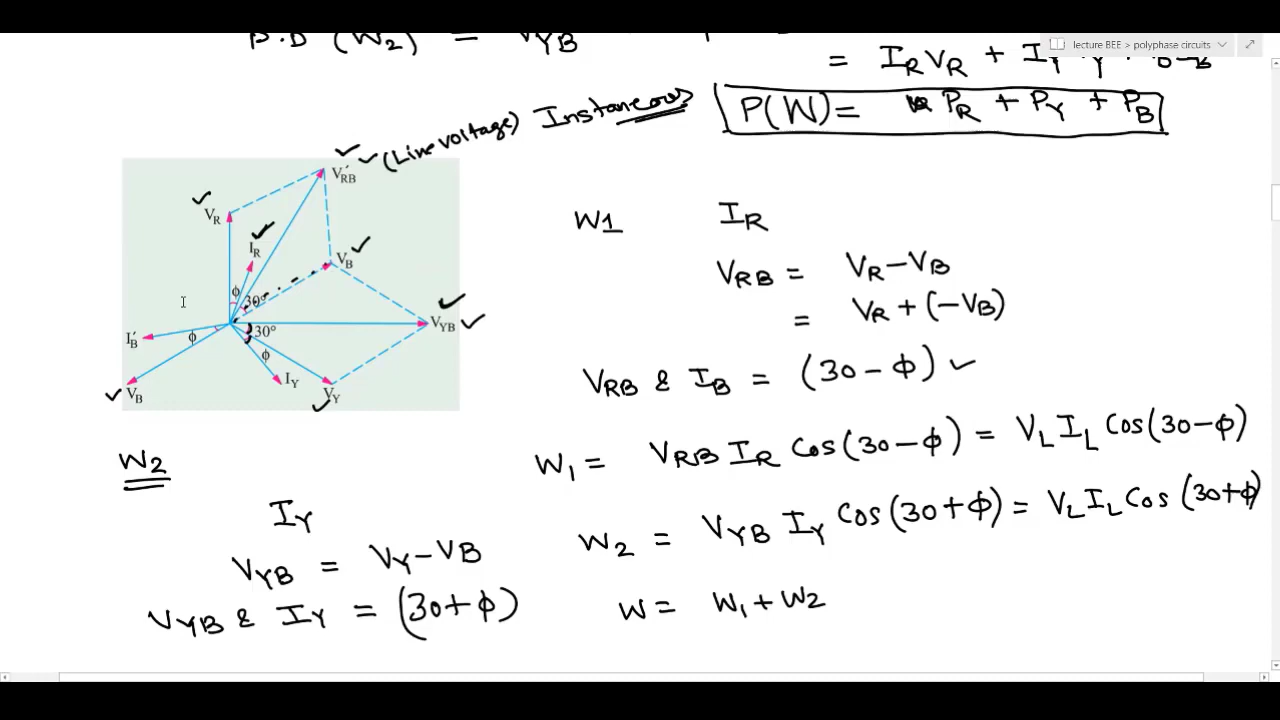 P.D (W2) = VYB
= IRVR + IY
lecture BEE > polyphase circuits
(Line voltage) Instaneous
P(W) = PR + PY + PB
V'RB
VR
IR
VB
φ
30°
VYB
30°
I'B
φ
φ
IY
VB
VY
W1 IR
VRB = VR - VB
= VR + (-VB)
VRB & IB = (30 - φ)
W1 = VRB IR Cos(30 - φ) = VL IL Cos(30 - φ)
W2 = VYB IY Cos(30 + φ) = VL IL Cos(30 + φ)
W = W1 + W2
W2
IY
VYB = VY - VB
VYB & IY = (30 + φ)